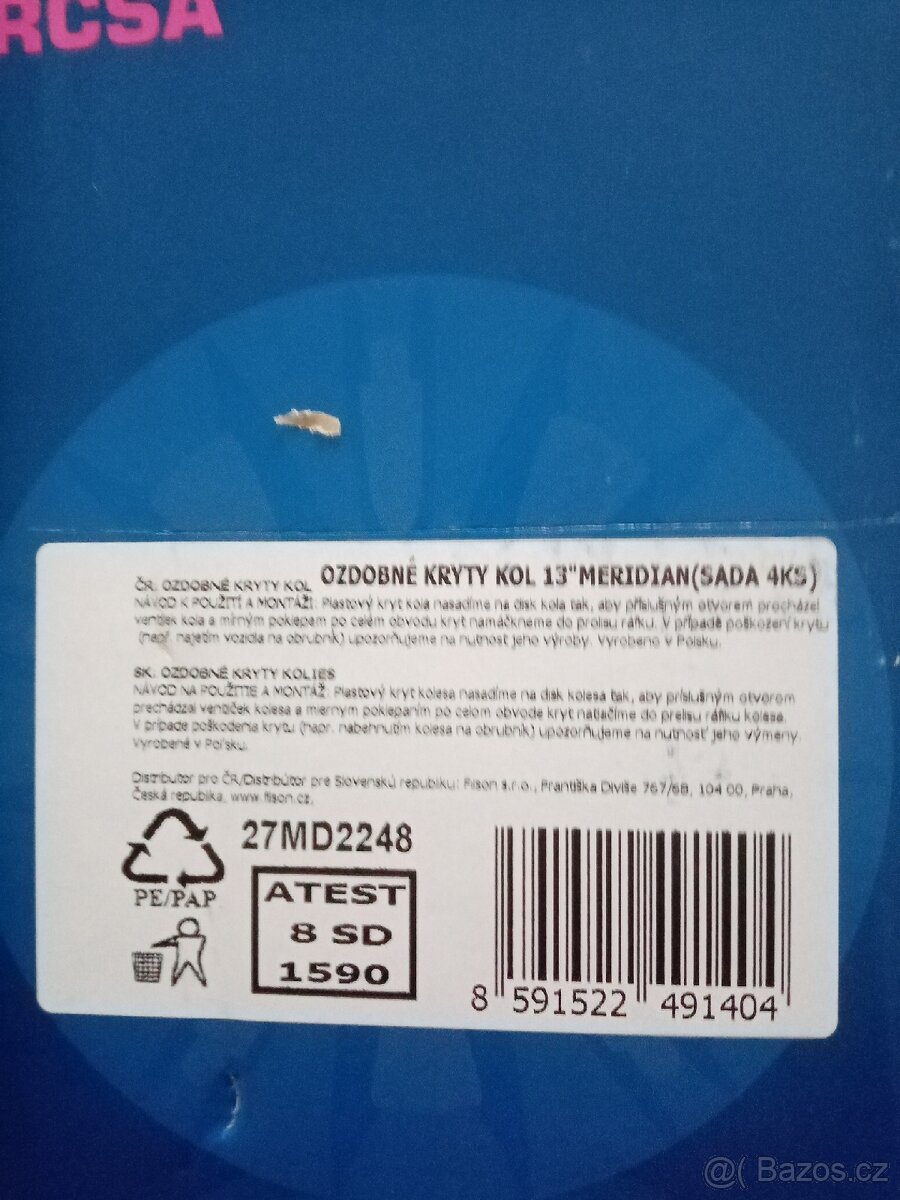 RCSA
OZDOBNÉ KRYTY KOL 13"MERIDIAN(SADA 4KS)
ČR: OZDOBNÉ KRYTY KOL
NÁVOD K POUŽITÍ A MONTÁŽI: Plastový kryt kola nasadíme na disk kola tak, aby příslušným otvorem procházel
ventilek kola a mírným poklepem po celém obvodu kryt namáčkneme do prolisu ráfku. V případě poškození krytu
(např. najetím vozidla na obrubník) upozorňujeme na nutnost jeho výroby. Vyrobeno v Polsku.
SK: OZDOBNÉ KRYTY KOLIES
NÁVOD NA POUŽITIE A MONTÁŽ: Plastový kryt kolesa nasadíme na disk kolesa tak, aby príslušným otvorom
prechádzal ventilček kolesa a miernym poklepaním po celom obvode kryt natlačíme do prelisu ráfiku kolesa.
V prípade poškodenia krytu (napr. nabehnutím kolesa na obrubník) upozorňujeme na nutnosť jeho výmeny.
Vyrobené v Poľsku.
Distributor pro ČR/Distribútor pre Slovenskú republiku: Fison s.r.o., Františka Diviše 767/6B, 104 00, Praha,
Česká republika, www.fison.cz,
27MD2248
PE/PAP
ATEST
8 SD
1590
8 591522 491404
@( Bazos.cz